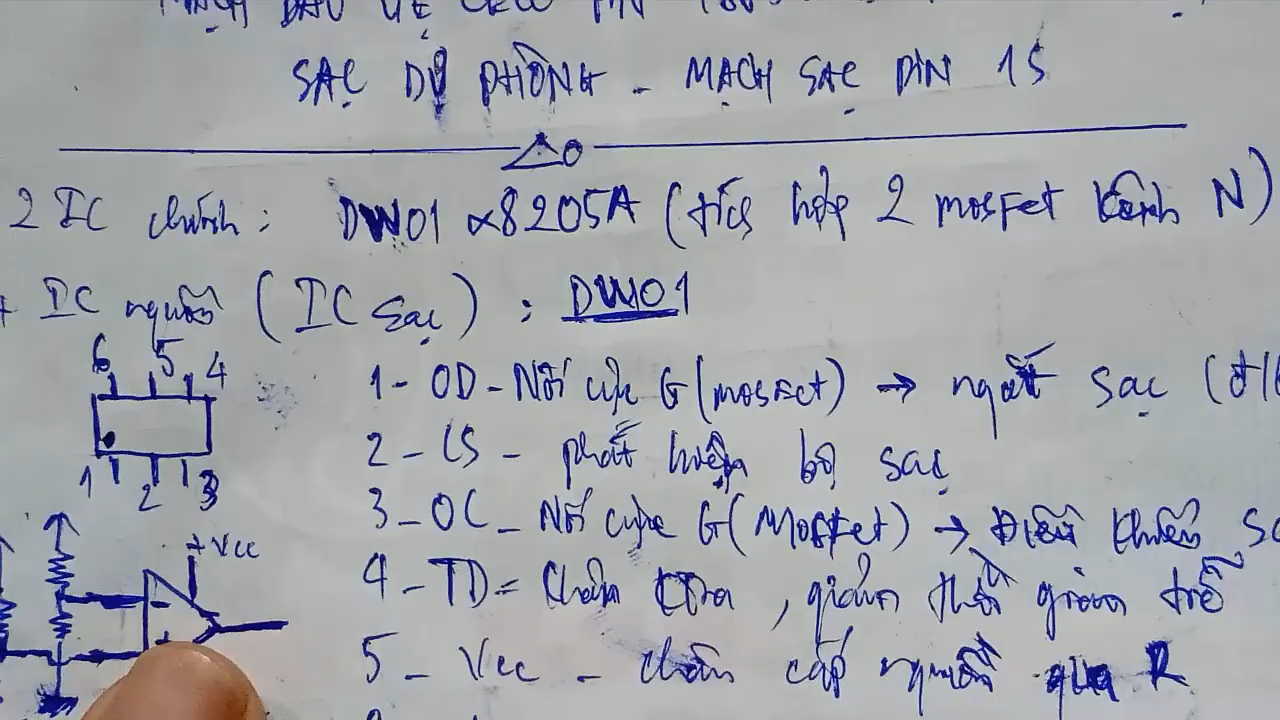 MẠCH BẢO VỆ
SẠC DỰ PHÒNG - MẠCH SẠC PIN 1S
2 IC chính: DW01 & 8205A (tích hợp 2 mosFet kênh N)
+ IC nguồn (IC Sạc) : DW01
6 5 4
1 2 3
1 - OD - Nối cực G (mosFet) → ngắt sạc
2 - CS - phát hiện bộ sạc
3 - OC - Nối cực G (MosFet) → Điều khiển
4 - TD = Chân , giảm thời gian trễ
5 - Vcc - chân cấp nguồn qua R
+Vcc